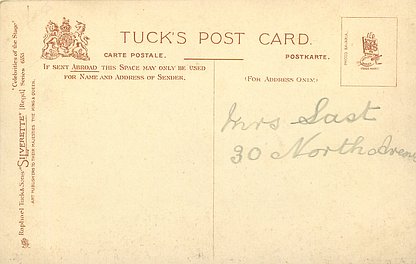 TUCK'S POST CARD.
CARTE POSTALE. POSTKARTE.
IF SENT ABROAD THIS SPACE MAY ONLY BE USED
FOR NAME AND ADDRESS OF SENDER.
(FOR ADDRESS ONLY)
Mrs Last
30 North Avenue
Raphael Tuck & Sons' "SILVERETTE" [Regd] "Celebrities of the Stage"
ART PUBLISHERS TO THEIR MAJESTIES THE KING & QUEEN.